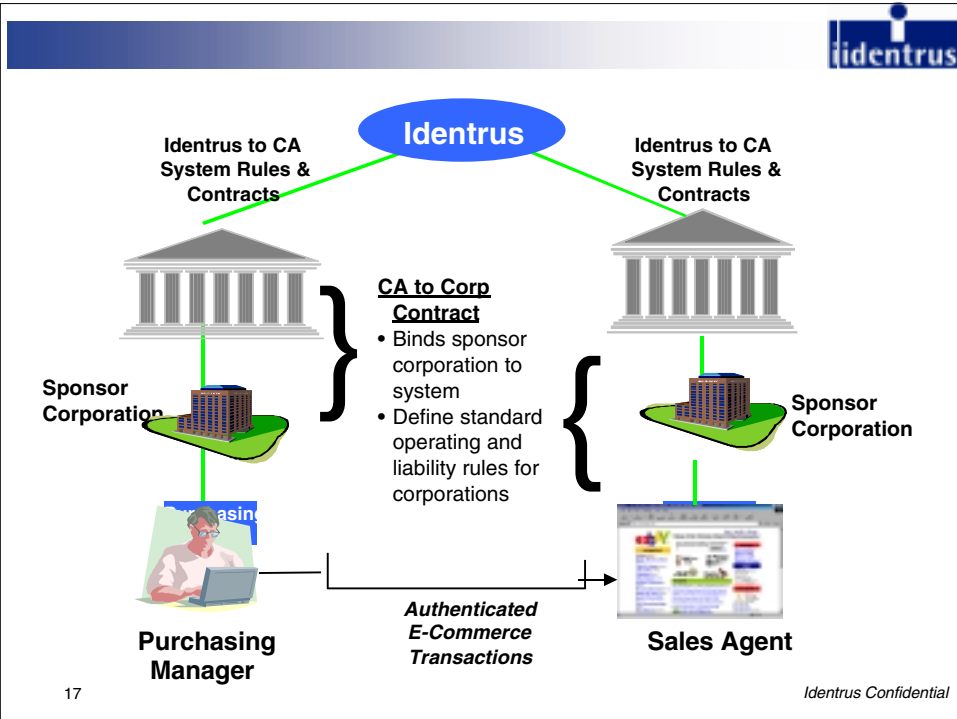 iidentrus
Identrus
Identrus to CA
System Rules &
Contracts
Identrus to CA
System Rules &
Contracts
CA to Corp
Contract
• Binds sponsor
corporation to
system
• Define standard
operating and
liability rules for
corporations
Sponsor
Corporation
Sponsor
Corporation
Authenticated
E-Commerce
Transactions
Purchasing
Manager
Sales Agent
17
Identrus Confidential